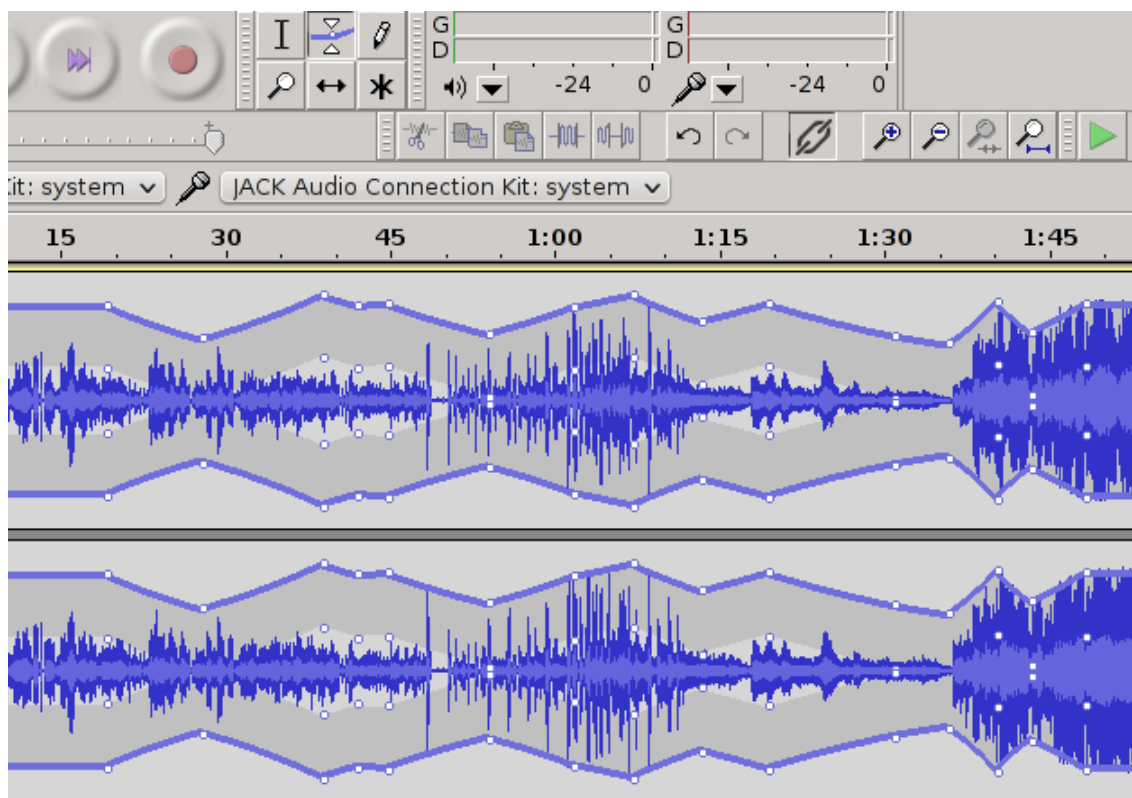 G G
D D
-24 0 -24 0
Kit: system JACK Audio Connection Kit: system
15 30 45 1:00 1:15 1:30 1:45